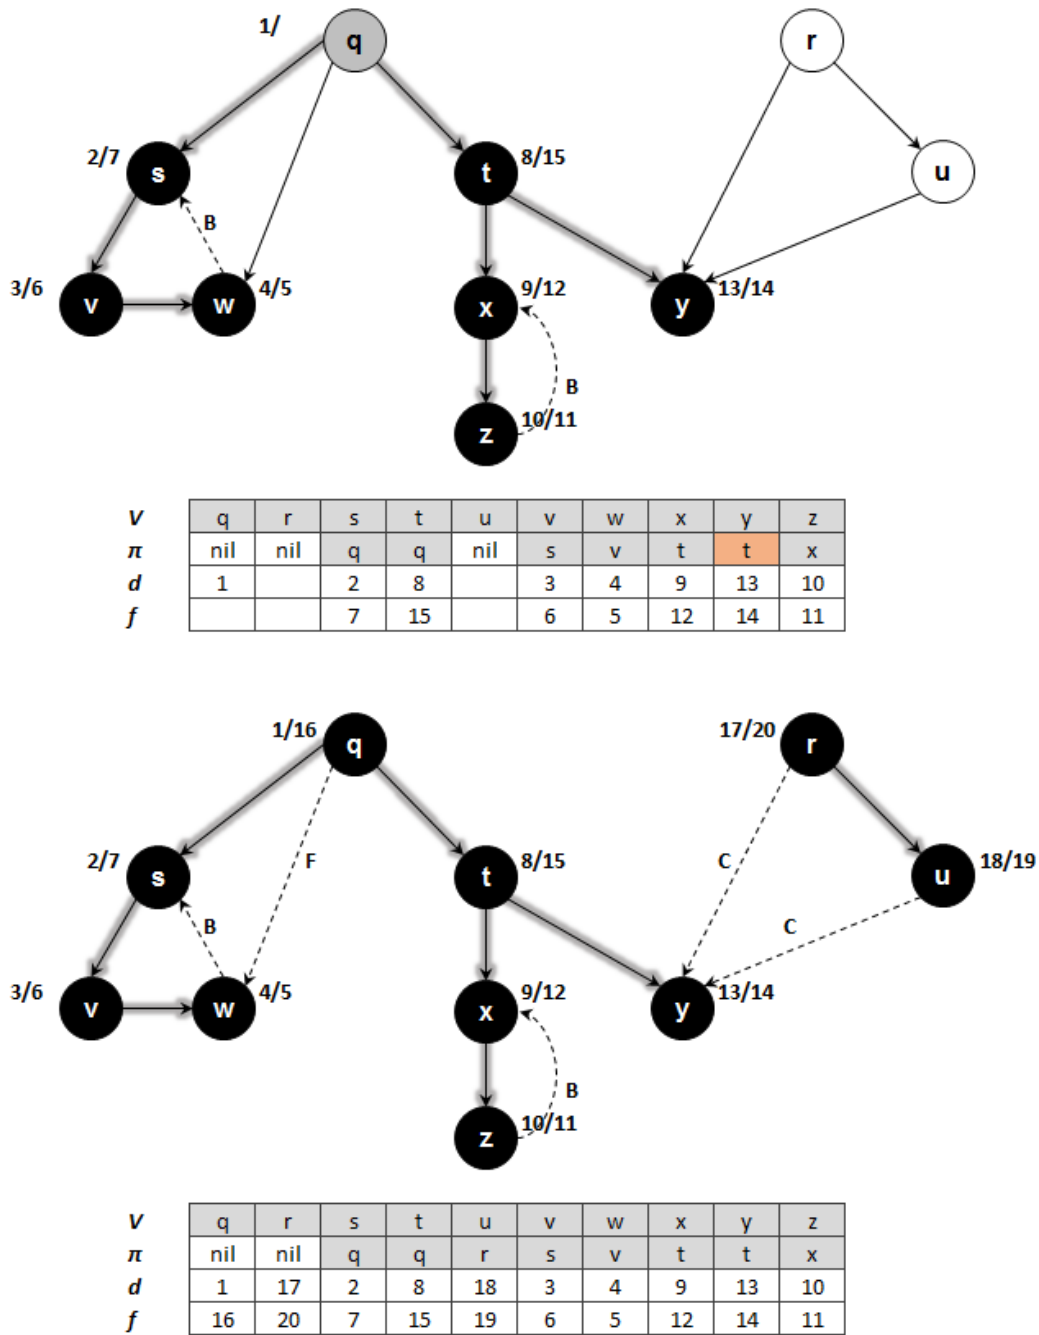 1/ q r
2/7 s t 8/15 u
B
3/6 v w 4/5 x 9/12 y 13/14
B
z 10/11
V q r s t u v w x y z
π nil nil q q nil s v t t x
d 1 2 8 3 4 9 13 10
f 7 15 6 5 12 14 11
1/16 q 17/20 r
F C
2/7 s t 8/15 u 18/19
B C
3/6 v w 4/5 x 9/12 y 13/14
B
z 10/11
V q r s t u v w x y z
π nil nil q q r s v t t x
d 1 17 2 8 18 3 4 9 13 10
f 16 20 7 15 19 6 5 12 14 11